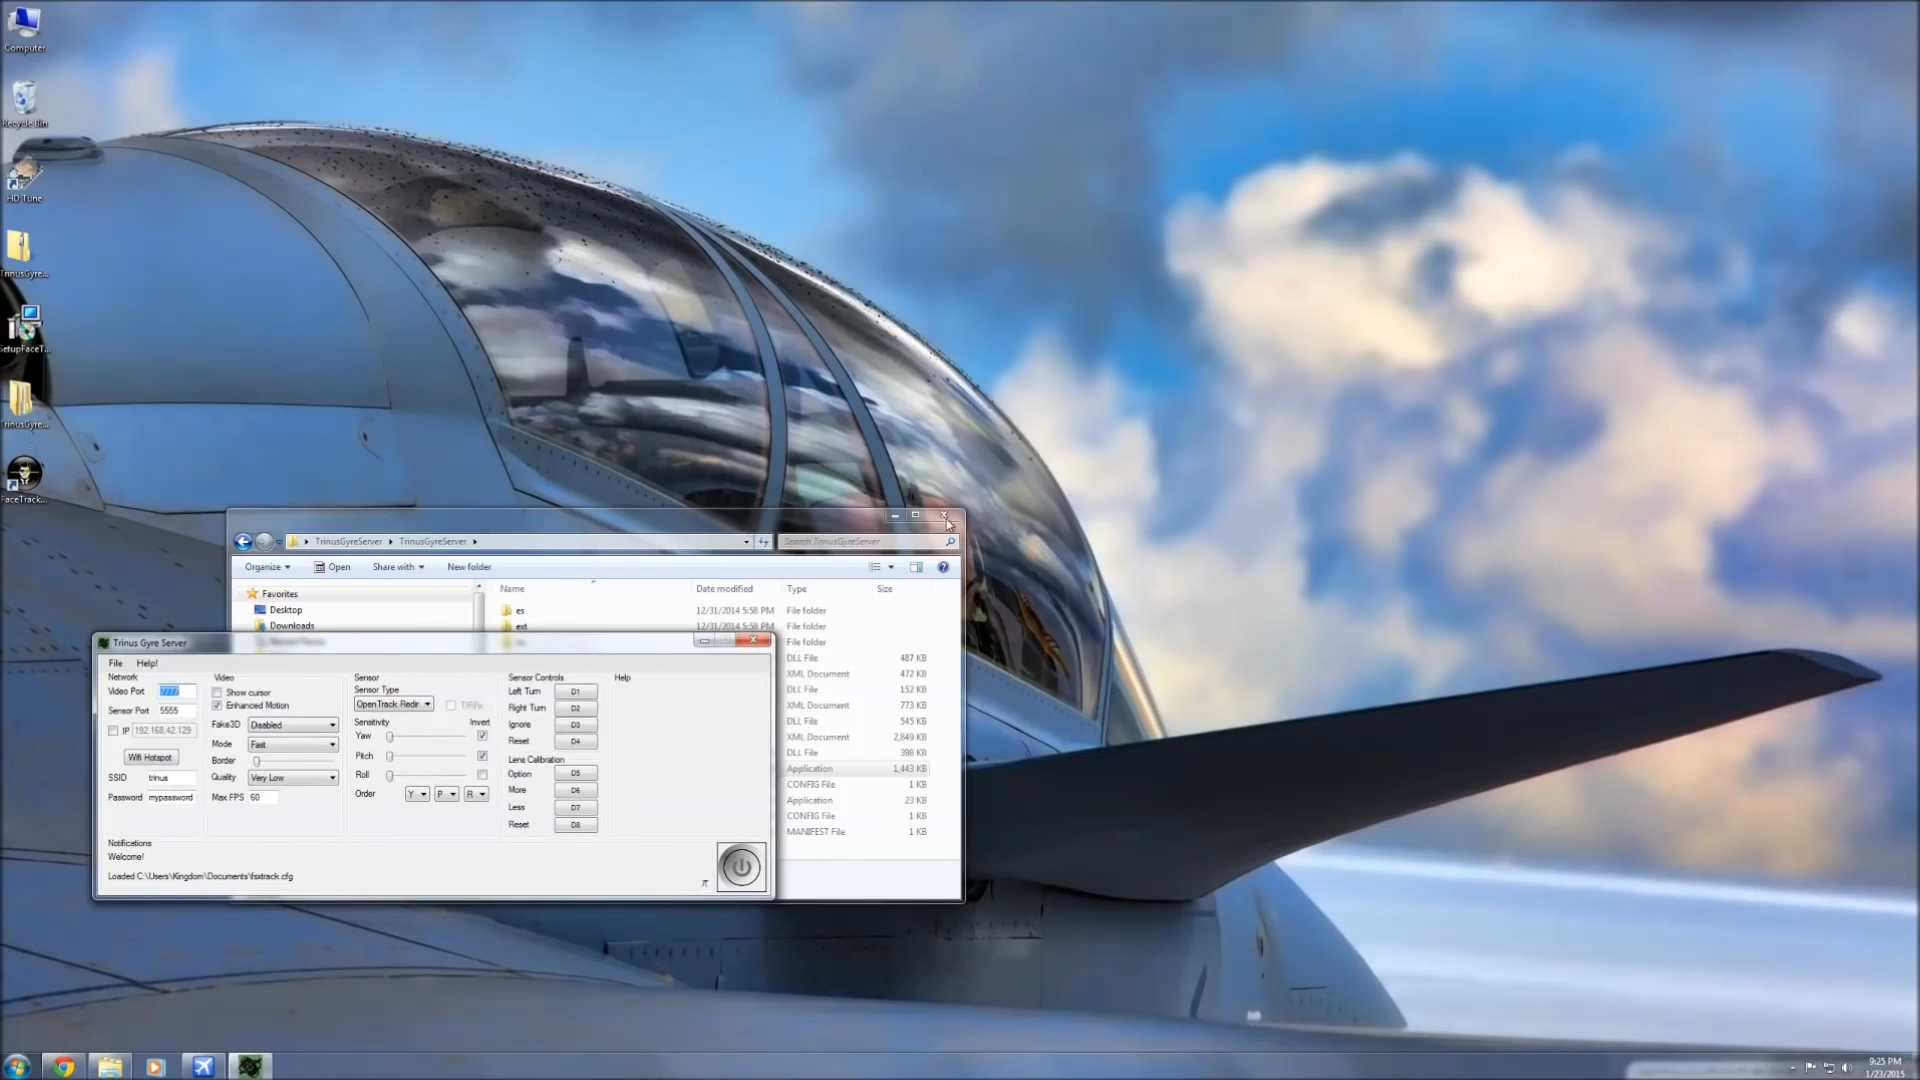 Computer
Recycle Bin
HD Tune
TrinusGyre...
SetupFaceT...
TrinusGyre...
FaceTrack...
TrinusGyreServer
TrinusGyreServer
Search TrinusGyreServer
Organize
Open
Share with
New folder
Favorites
Desktop
Downloads
Name
Date modified
Type
Size
es
12/31/2014 5:58 PM
File folder
ext
12/31/2014 5:58 PM
File folder
File folder
DLL File
487 KB
XML Document
472 KB
DLL File
152 KB
XML Document
773 KB
DLL File
545 KB
XML Document
2,849 KB
DLL File
398 KB
Application
1,443 KB
CONFIG File
1 KB
Application
23 KB
CONFIG File
1 KB
MANIFEST File
1 KB
Trinus Gyre Server
File
Help!
Network
Video Port
7777
Sensor Port
5555
IP
192.168.42.129
Wifi Hotspot
SSID
trinus
Password
mypassword
Video
Show cursor
Enhanced Motion
Fake3D
Disabled
Mode
Fast
Border
Quality
Very Low
Max FPS
60
Sensor
Sensor Type
OpenTrack Redir
TIRFix
Sensitivity
Invert
Yaw
Pitch
Roll
Order
Y
P
R
Sensor Controls
Left Turn
D1
Right Turn
D2
Ignore
D3
Reset
D4
Lens Calibration
Option
D5
More
D6
Less
D7
Reset
D8
Help
Notifications
Welcome!
Loaded C:\Users\Kingdom\Documents\fsxtrack.cfg
π
9:25 PM
1/23/2015